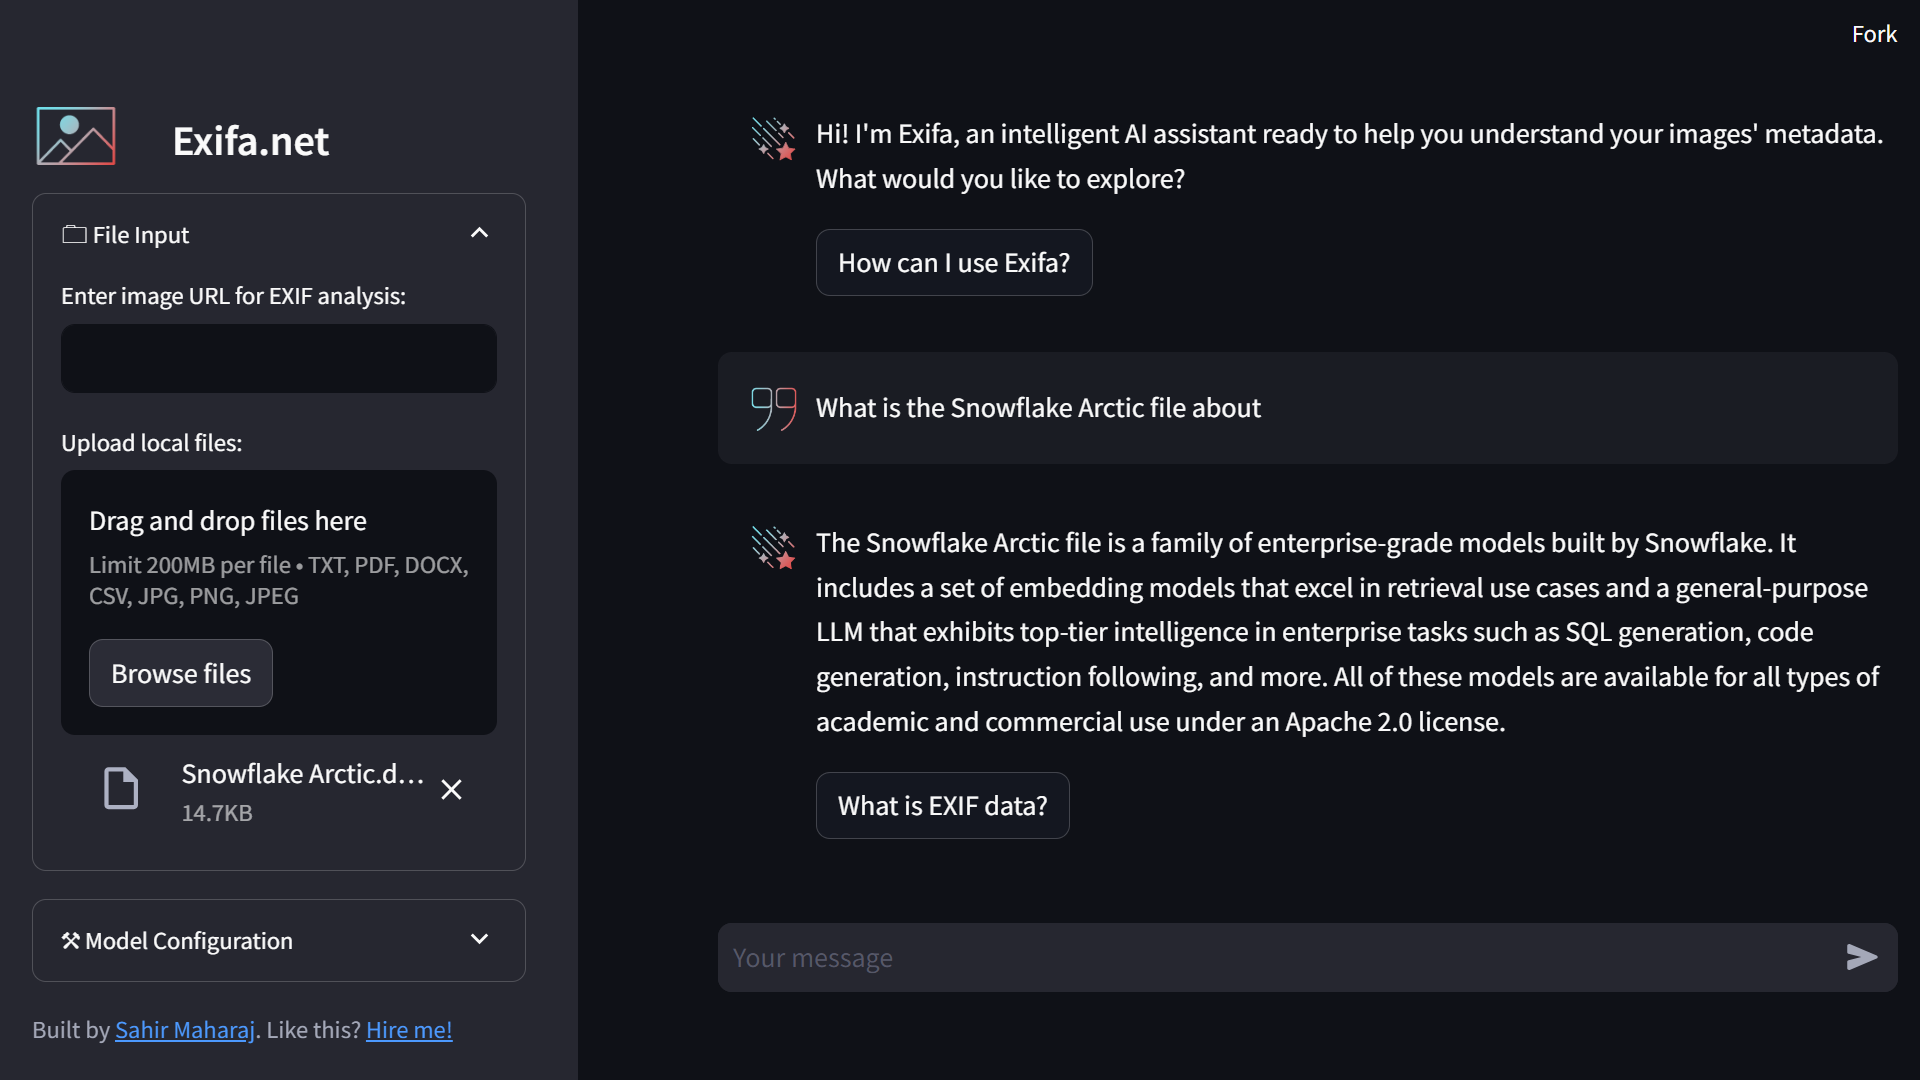 Fork
Exifa.net
File Input
Enter image URL for EXIF analysis:
Upload local files:
Drag and drop files here
Limit 200MB per file • TXT, PDF, DOCX,
CSV, JPG, PNG, JPEG
Browse files
Snowflake Arctic.d...
14.7KB
Model Configuration
Built by Sahir Maharaj. Like this? Hire me!
Hi! I'm Exifa, an intelligent AI assistant ready to help you understand your images' metadata.
What would you like to explore?
How can I use Exifa?
What is the Snowflake Arctic file about
The Snowflake Arctic file is a family of enterprise-grade models built by Snowflake. It
includes a set of embedding models that excel in retrieval use cases and a general-purpose
LLM that exhibits top-tier intelligence in enterprise tasks such as SQL generation, code
generation, instruction following, and more. All of these models are available for all types of
academic and commercial use under an Apache 2.0 license.
What is EXIF data?
Your message